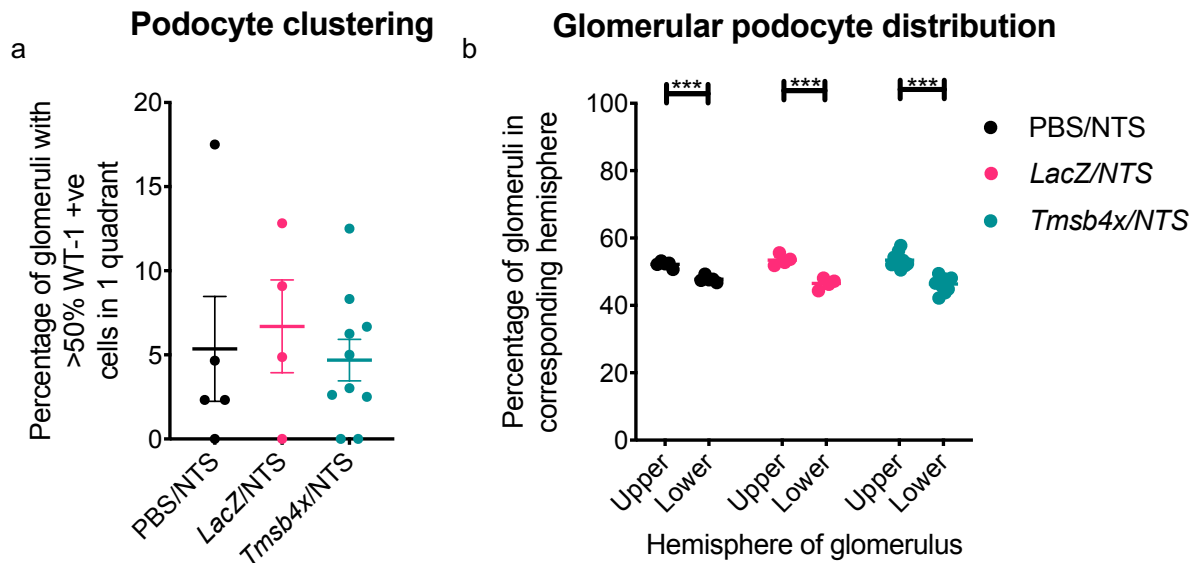 Podocyte clustering
Glomerular podocyte distribution
a
b
Percentage of glomeruli with
>50% WT-1 +ve
cells in 1 quadrant
20
15
10
5
0
PBS/NTS
LacZ/NTS
Tmsb4x/NTS
Percentage of glomeruli in
corresponding hemisphere
100
80
60
40
20
0
***
***
***
Upper
Lower
Upper
Lower
Upper
Lower
Hemisphere of glomerulus
PBS/NTS
LacZ/NTS
Tmsb4x/NTS